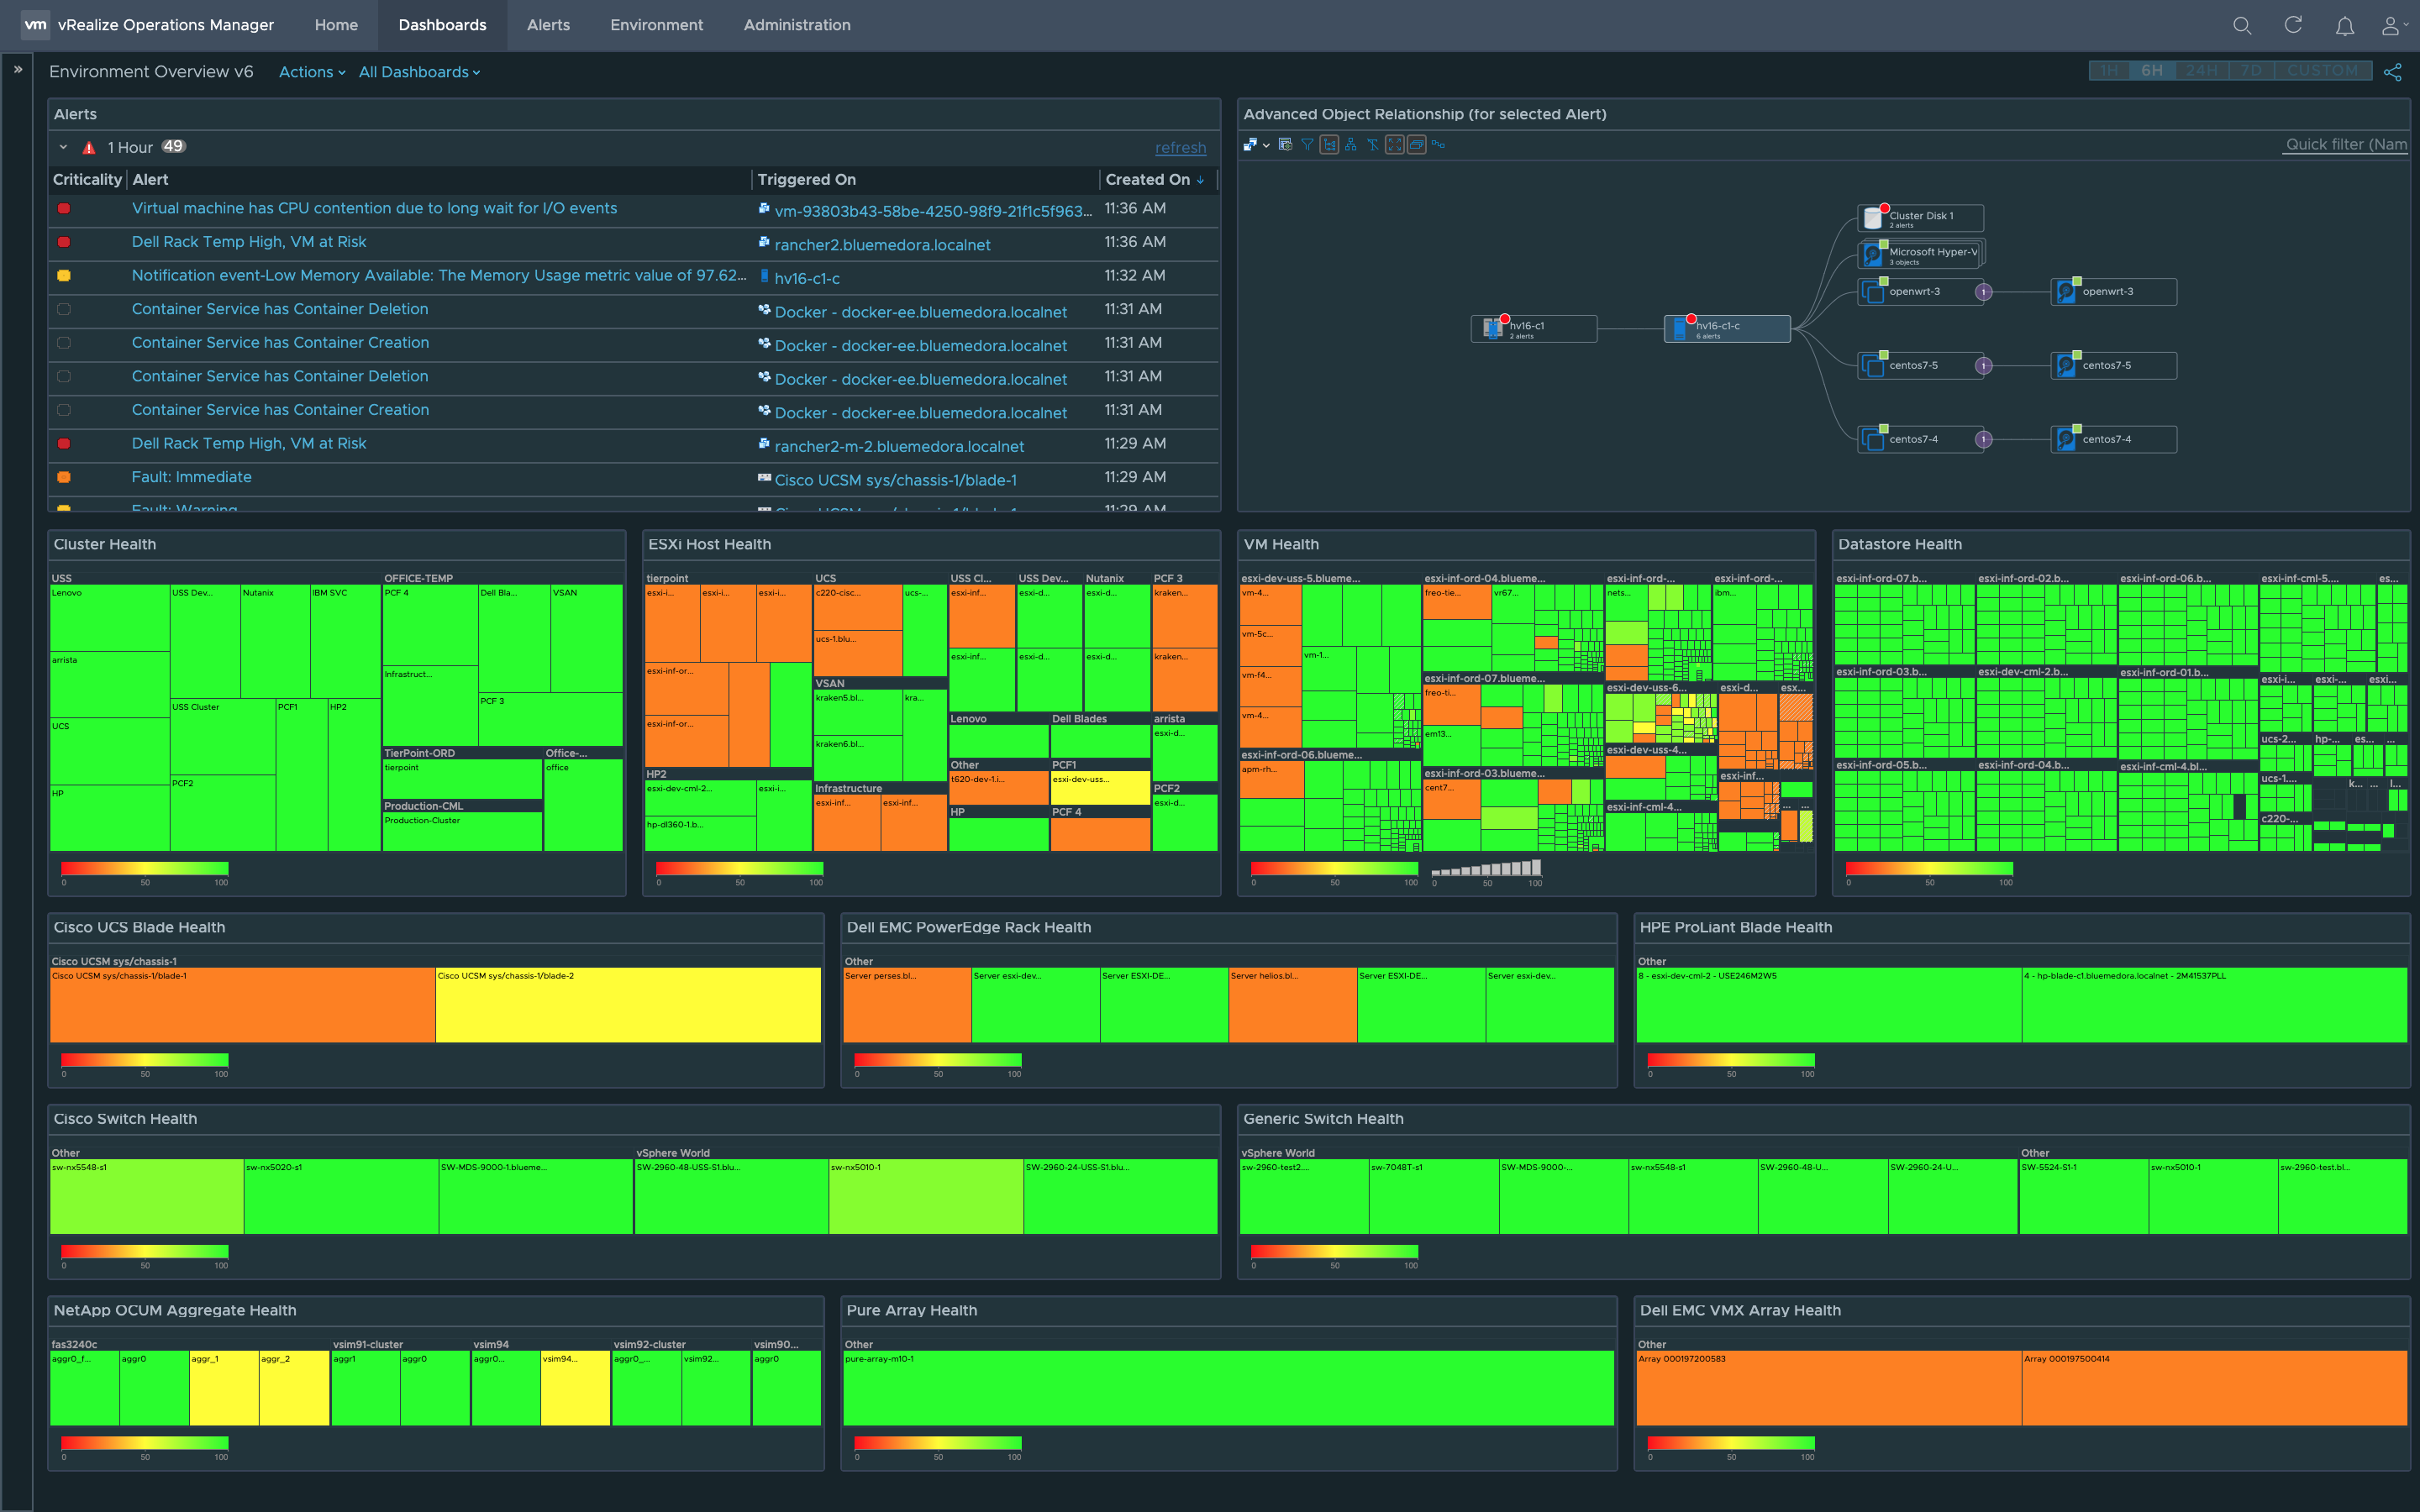 vm vRealize Operations Manager Home Dashboards Alerts Environment Administration
Environment Overview v6 Actions All Dashboards 1H 6H 24H 7D CUSTOM
Alerts
1 Hour 49 refresh
Criticality Alert Triggered On Created On
Virtual machine has CPU contention due to long wait for I/O events vm-93803b43-58be-4250-98f9-21f1c5f963... 11:36 AM
Dell Rack Temp High, VM at Risk rancher2.bluemedora.localnet 11:36 AM
Notification event-Low Memory Available: The Memory Usage metric value of 97.62... hv16-c1-c 11:32 AM
Container Service has Container Deletion Docker - docker-ee.bluemedora.localnet 11:31 AM
Container Service has Container Creation Docker - docker-ee.bluemedora.localnet 11:31 AM
Container Service has Container Deletion Docker - docker-ee.bluemedora.localnet 11:31 AM
Container Service has Container Creation Docker - docker-ee.bluemedora.localnet 11:31 AM
Dell Rack Temp High, VM at Risk rancher2-m-2.bluemedora.localnet 11:29 AM
Fault: Immediate Cisco UCSM sys/chassis-1/blade-1 11:29 AM
Fault: Warning Cisco UCSM sys/chassis-1/blade-1 11:29 AM
Advanced Object Relationship (for selected Alert)
Quick filter (Nam
Cluster Disk 1
2 alerts
Microsoft Hyper-V
3 objects
openwrt-3 1 openwrt-3
hv16-c1
2 alerts
hv16-c1-c
6 alerts
centos7-5 1 centos7-5
centos7-4 1 centos7-4
Cluster Health
USS OFFICE-TEMP
Lenovo USS Dev... Nutanix IBM SVC PCF 4 Dell Bla... VSAN
arrista Infrastruct...
PCF 3
USS Cluster PCF1 HP2
UCS
TierPoint-ORD Office-...
tierpoint office
PCF2
HP
Production-CML
Production-Cluster
0 50 100
ESXi Host Health
tierpoint UCS USS Cl... USS Dev... Nutanix PCF 3
esxi-i... esxi-i... esxi-i... c220-cisc... ucs-... esxi-inf... esxi-d... esxi-d... kraken...
ucs-1.blu...
esxi-inf... esxi-d... esxi-d... kraken...
esxi-inf-or...
VSAN
kraken5.bl... kra...
Lenovo Dell Blades arrista
esxi-inf-or... esxi-d...
kraken6.bl...
Other PCF1
HP2 t620-dev-1.i... esxi-dev-uss...
esxi-dev-cml-2... esxi-i... Infrastructure PCF2
esxi-inf... esxi-inf... esxi-d...
HP PCF 4
hp-dl360-1.b...
0 50 100
VM Health
esxi-dev-uss-5.blueme... esxi-inf-ord-04.blueme... esxi-inf-ord-... esxi-inf-ord-...
vm-4... freo-tie... vr67... nets... ibm...
vm-5c...
vm-1...
vm-f4... esxi-inf-ord-07.blueme... esxi-dev-uss-6... esxi-d... esx...
freo-ti...
vm-4...
em13...
esxi-inf-ord-06.blueme... esxi-dev-uss-4...
apm-rh... esxi-inf-ord-03.blueme... esxi-inf...
cent7...
esxi-inf-cml-4... ... ...
0 50 100 0 50 100
Datastore Health
esxi-inf-ord-07.b... esxi-inf-ord-02.b... esxi-inf-ord-06.b... esxi-inf-cml-5.... es...
esxi-inf-ord-03.b... esxi-dev-cml-2.b... esxi-inf-ord-01.b... esxi-i... esxi-... esxi...
ucs-2... hp-... es... ...
esxi-inf-ord-05.b... esxi-inf-ord-04.b... esxi-inf-cml-4.bl... ucs-1.... k... ... l...
c220-...
0 50 100
Cisco UCS Blade Health
Cisco UCSM sys/chassis-1
Cisco UCSM sys/chassis-1/blade-1 Cisco UCSM sys/chassis-1/blade-2
0 50 100
Dell EMC PowerEdge Rack Health
Other
Server perses.bl... Server esxi-dev... Server ESXI-DE... Server helios.bl... Server ESXI-DE... Server esxi-dev...
0 50 100
HPE ProLiant Blade Health
Other
8 - esxi-dev-cml-2 - USE246M2W5 4 - hp-blade-c1.bluemedora.localnet - 2M41537PLL
0 50 100
Cisco Switch Health
Other vSphere World
sw-nx5548-s1 sw-nx5020-s1 SW-MDS-9000-1.blueme... SW-2960-48-USS-S1.blu... sw-nx5010-1 SW-2960-24-USS-S1.blu...
0 50 100
Generic Switch Health
vSphere World Other
sw-2960-test2.... sw-7048T-s1 SW-MDS-9000-... sw-nx5548-s1 SW-2960-48-U... SW-2960-24-U... SW-5524-S1-1 sw-nx5010-1 sw-2960-test.bl...
0 50 100
NetApp OCUM Aggregate Health
fas3240c vsim91-cluster vsim94 vsim92-cluster vsim90...
aggr0_f... aggr0 aggr_1 aggr_2 aggr1 aggr0 aggr0... vsim94... aggr0_... vsim92... aggr0
0 50 100
Pure Array Health
Other
pure-array-m10-1
0 50 100
Dell EMC VMX Array Health
Other
Array 000197200583 Array 000197500414
0 50 100